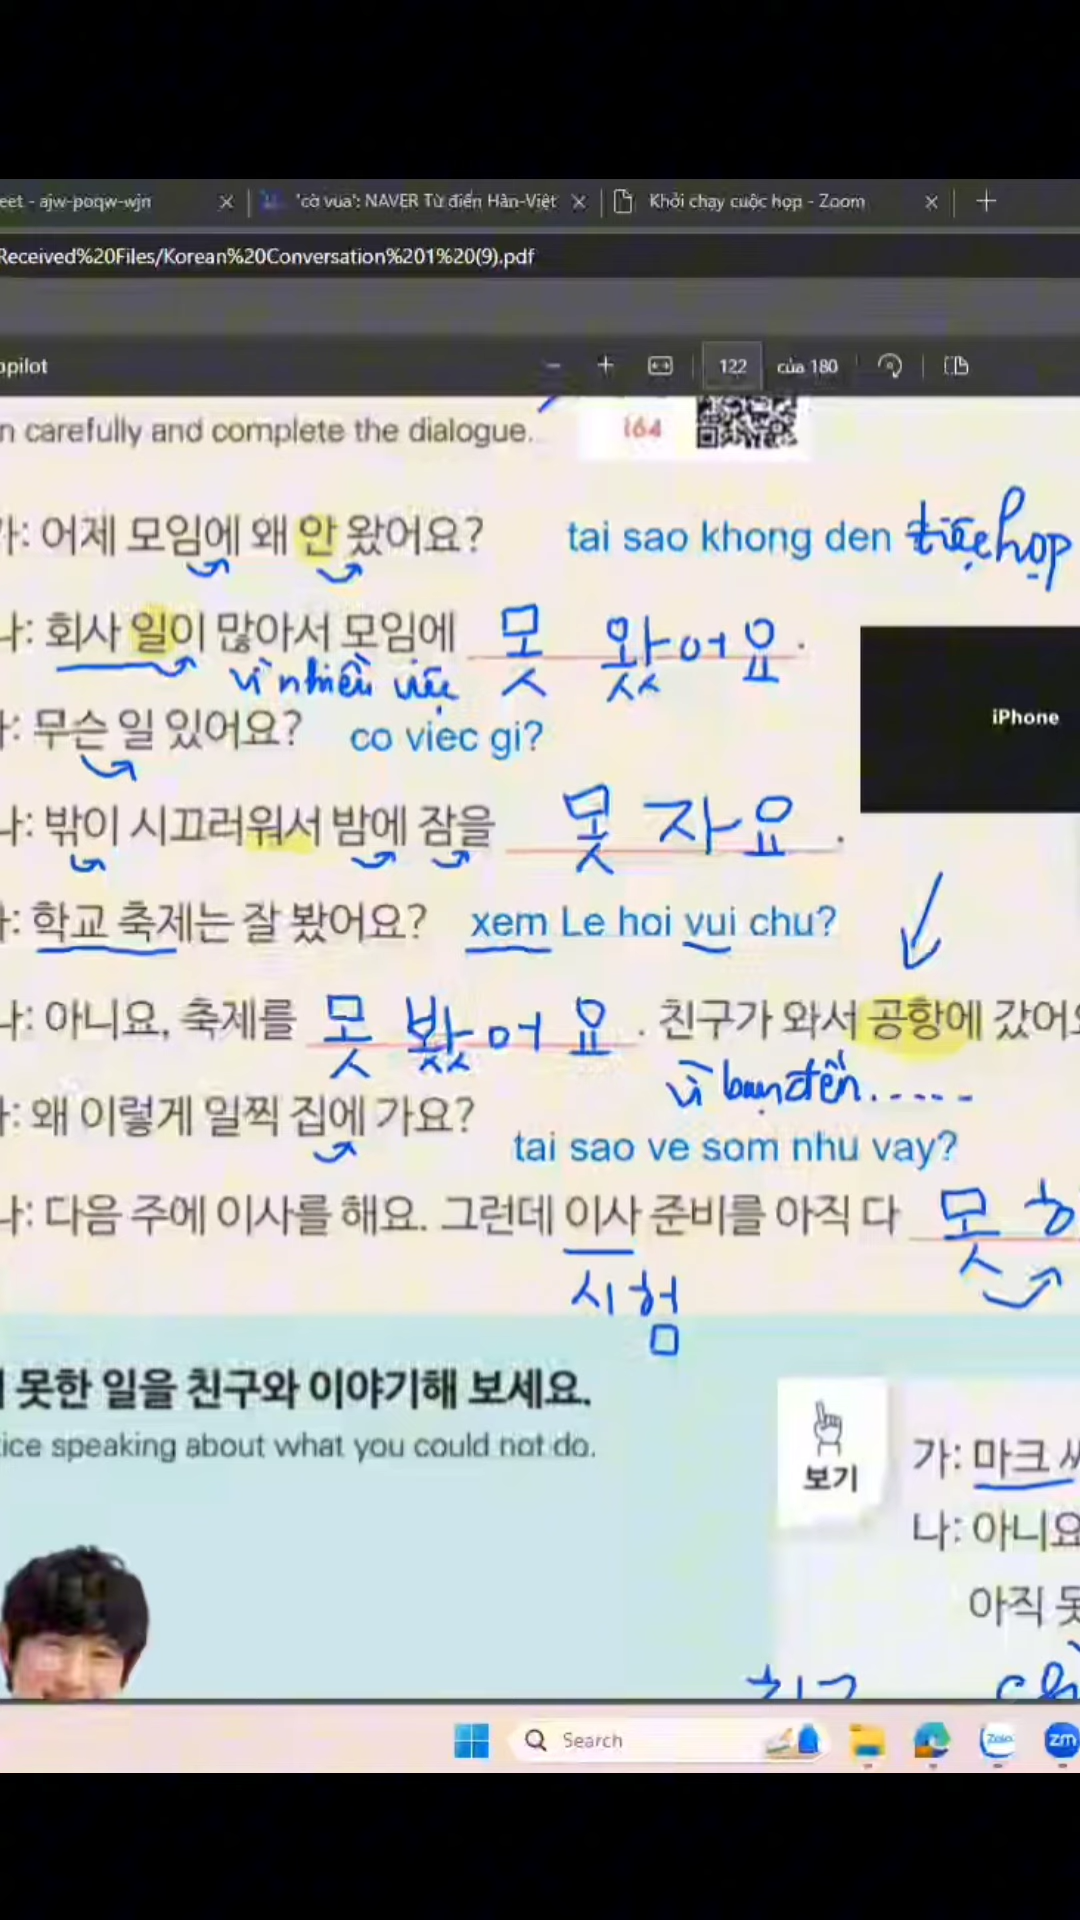 eet - ajw-poqw-wjn 'cờ vua': NAVER Từ điển Hàn-Việt Khởi chạy cuộc họp - Zoom
Received%20Files/Korean%20Conversation%201%20(9).pdf
opilot 122 của 180
n carefully and complete the dialogue. 164
가: 어제 모임에 왜 안 왔어요? tai sao khong den tiệc họp
나: 회사 일이 많아서 모임에 못 왔어요.
vì nhiều việc
가: 무슨 일 있어요? co viec gi?
iPhone
나: 밖이 시끄러워서 밤에 잠을 못 자요.
가: 학교 축제는 잘 봤어요? xem Le hoi vui chu?
나: 아니요, 축제를 못 봤어요. 친구가 와서 공항에 갔어요
vì bạn đến.....
가: 왜 이렇게 일찍 집에 가요?
tai sao ve som nhu vay?
나: 다음 주에 이사를 해요. 그런데 이사 준비를 아직 다 못
시험
못한 일을 친구와 이야기해 보세요.
ice speaking about what you could not do.
보기
가: 마크 씨
나: 아니요
아직 못
Search
Zalo
zm